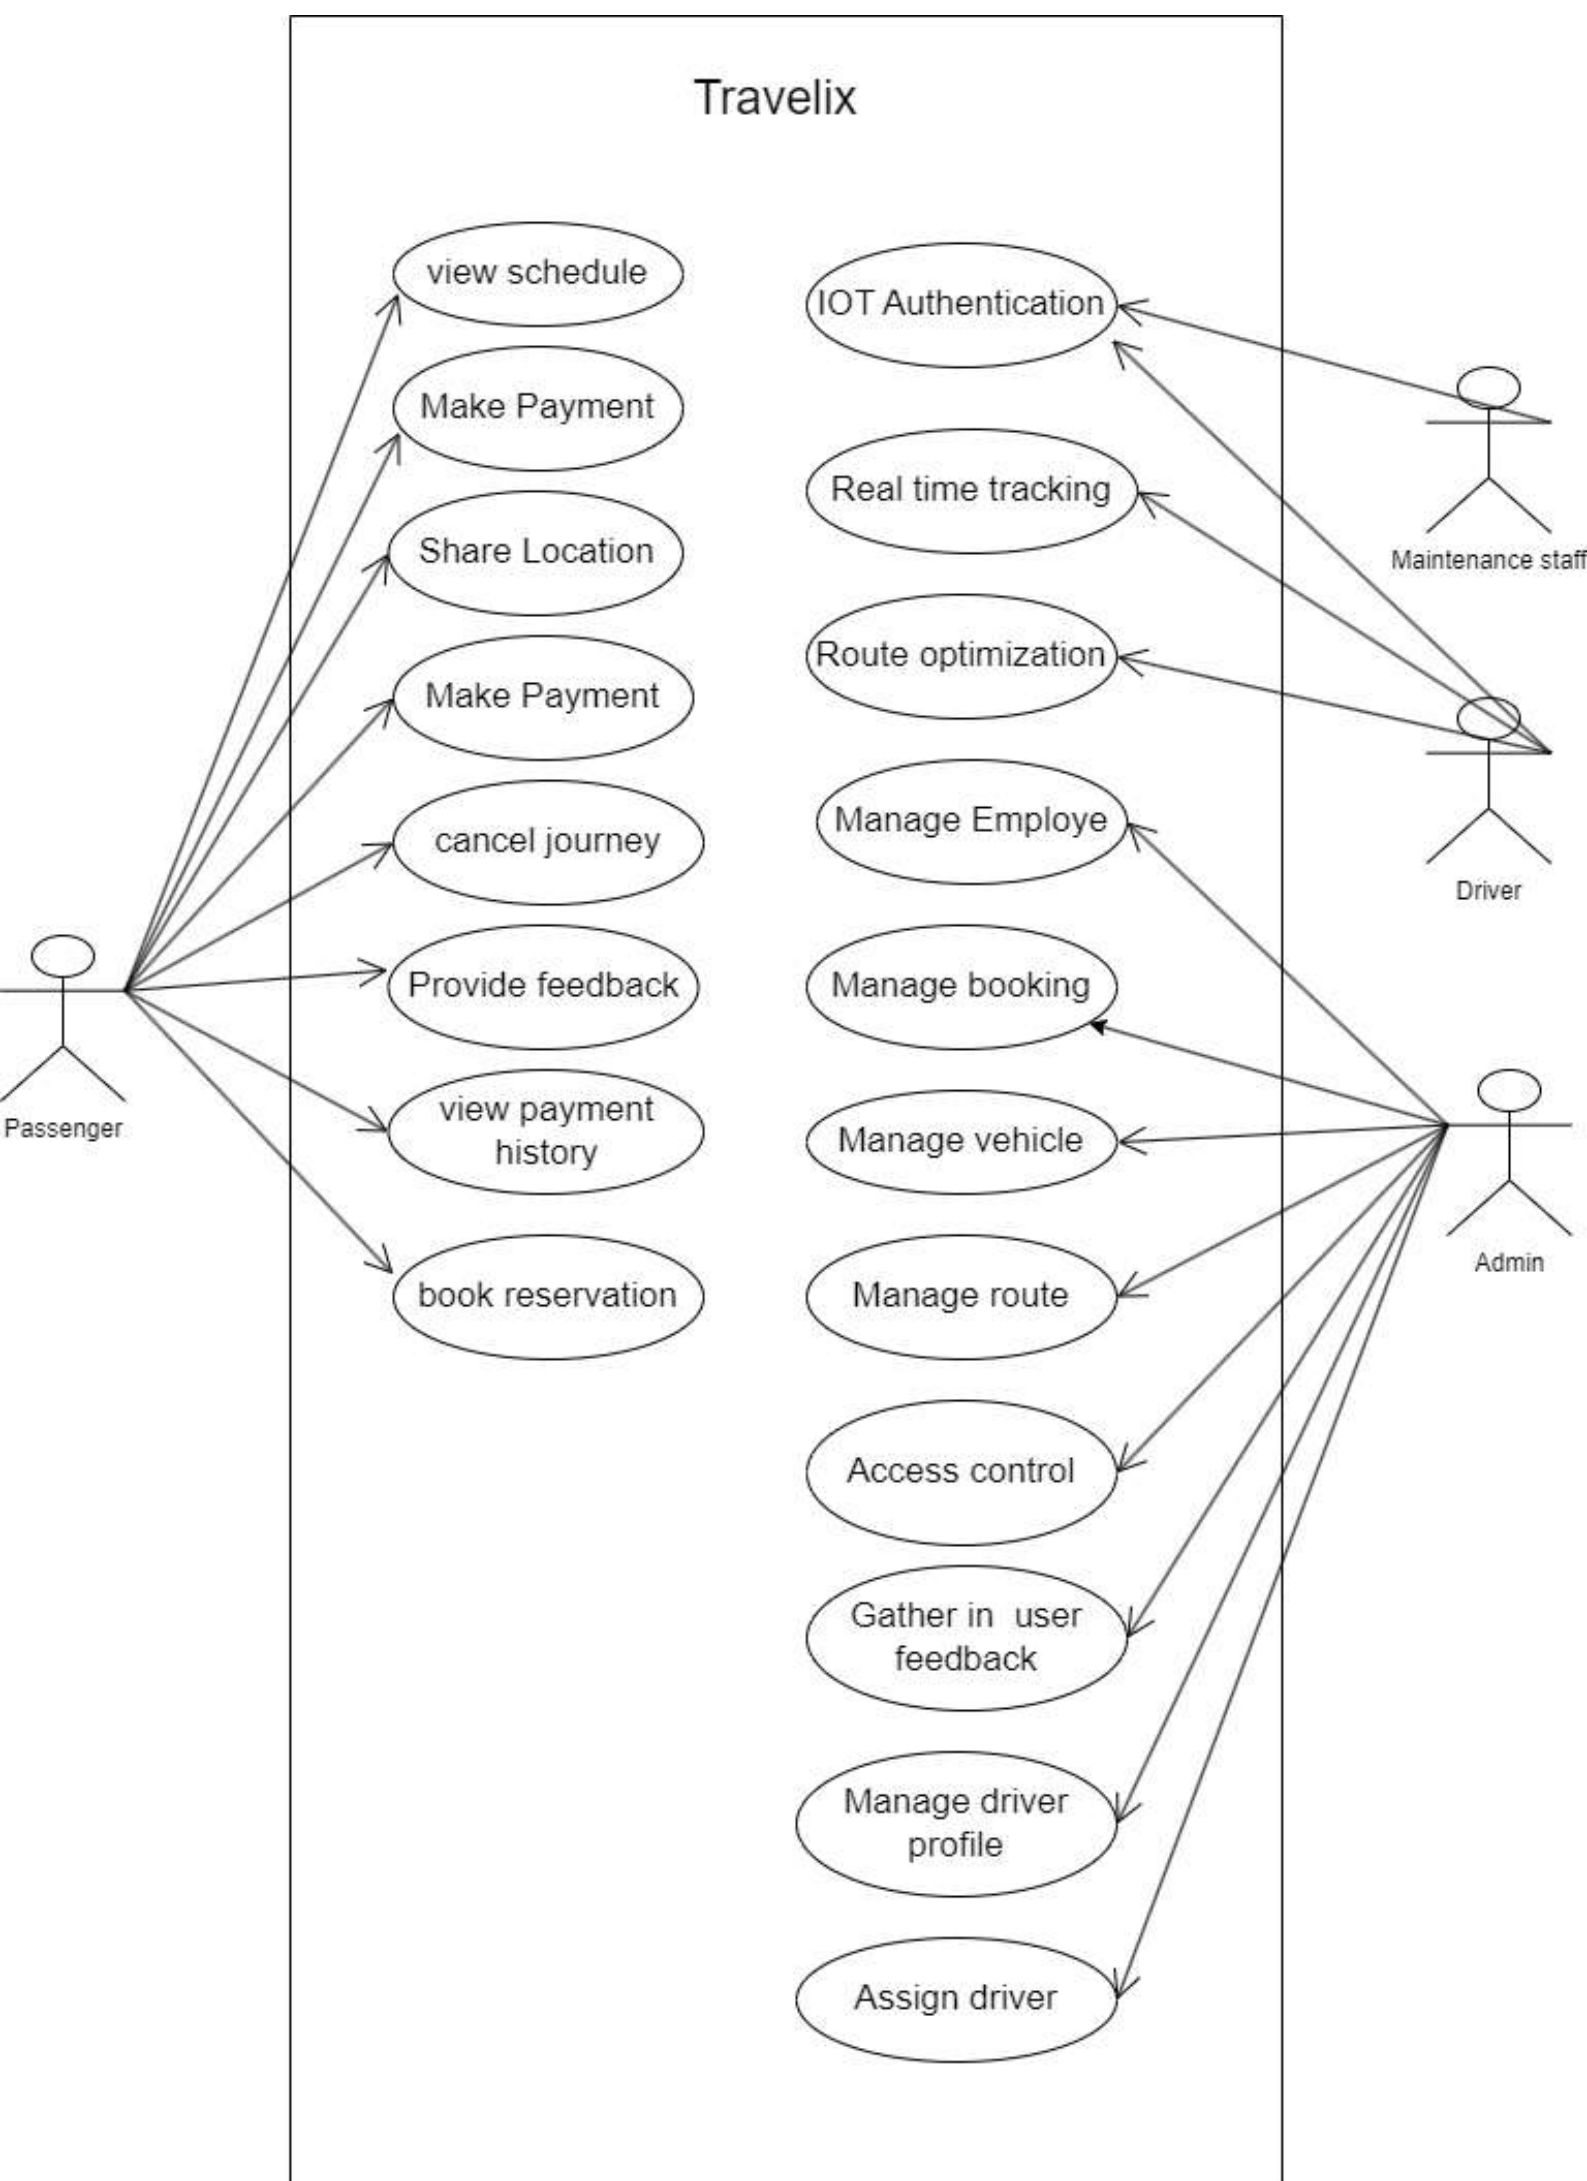 Travelix
view schedule
Make Payment
Share Location
Make Payment
cancel journey
Provide feedback
view payment
history
book reservation
IOT Authentication
Real time tracking
Route optimization
Manage Employe
Manage booking
Manage vehicle
Manage route
Access control
Gather in  user
feedback
Manage driver
profile
Assign driver
Passenger
Maintenance staff
Driver
Admin